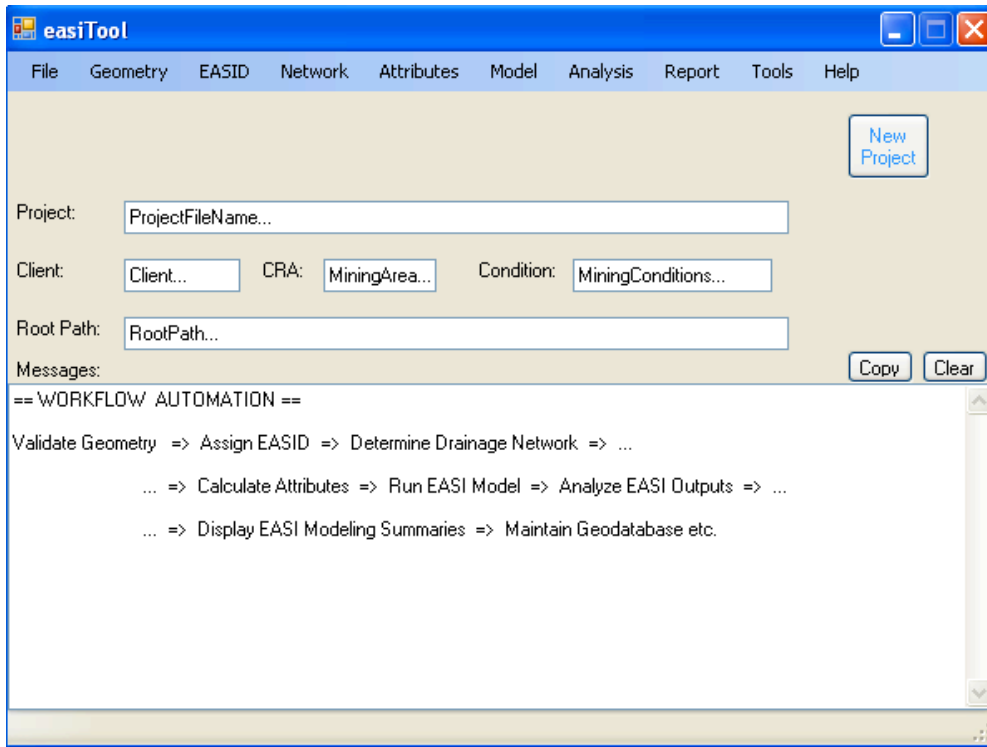 easiTool
File Geometry EASID Network Attributes Model Analysis Report Tools Help
New
Project
Project: ProjectFileName...
Client: Client... CRA: MiningArea... Condition: MiningConditions...
Root Path: RootPath...
Messages: Copy Clear
== WORKFLOW AUTOMATION ==
Validate Geometry => Assign EASID => Determine Drainage Network => ...
... => Calculate Attributes => Run EASI Model => Analyze EASI Outputs => ...
... => Display EASI Modeling Summaries => Maintain Geodatabase etc.